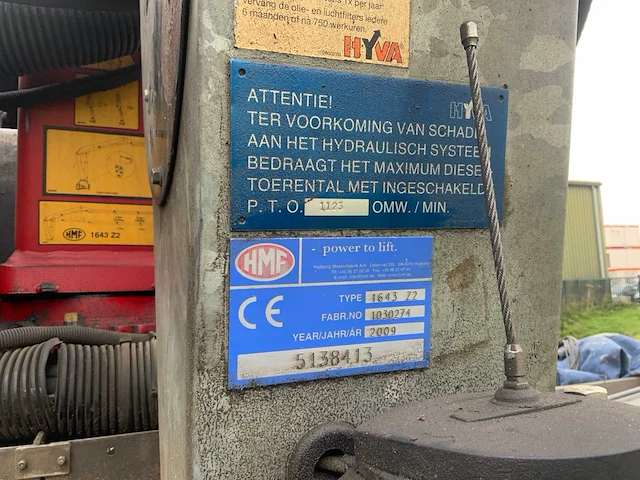 vervang de olie- en luchtfilters iedere
6 maanden of na 750 werkuren.
HYVA
ATTENTIE!
HYVA
TER VOORKOMING VAN SCHADE
AAN HET HYDRAULISCH SYSTEEM
BEDRAAGT HET MAXIMUM DIESEL
TOERENTAL MET INGESCHAKELDE
P.T.O. 1123 OMW. / MIN.
HMF
power to lift.
CE
TYPE 1643 Z2
FABR.NO 1030274
YEAR/JAHR/ÅR 2009
5138413
HMF 1643 Z2